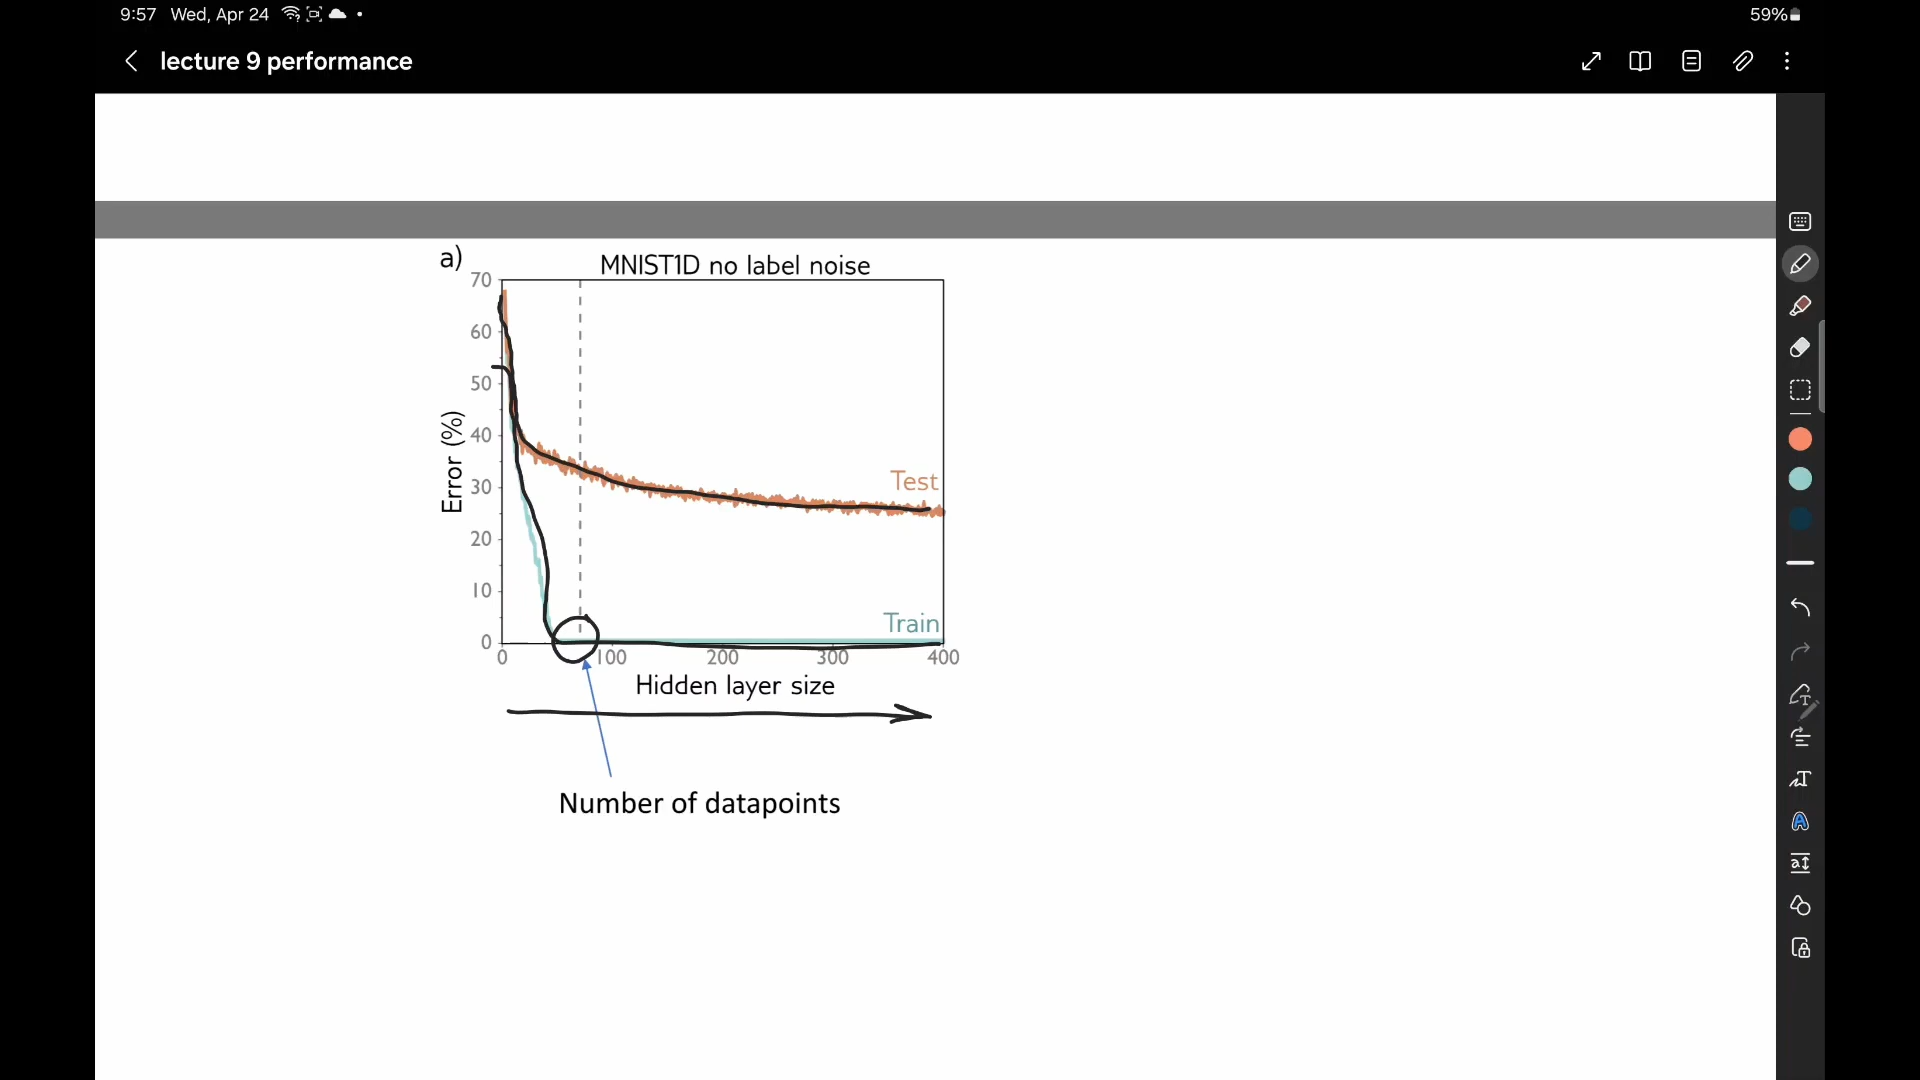 9:57 Wed, Apr 24
59%
lecture 9 performance
a)
MNIST1D no label noise
70
60
50
40
30
20
10
0
Error (%)
Test
Train
0 100 200 300 400
Hidden layer size
Number of datapoints